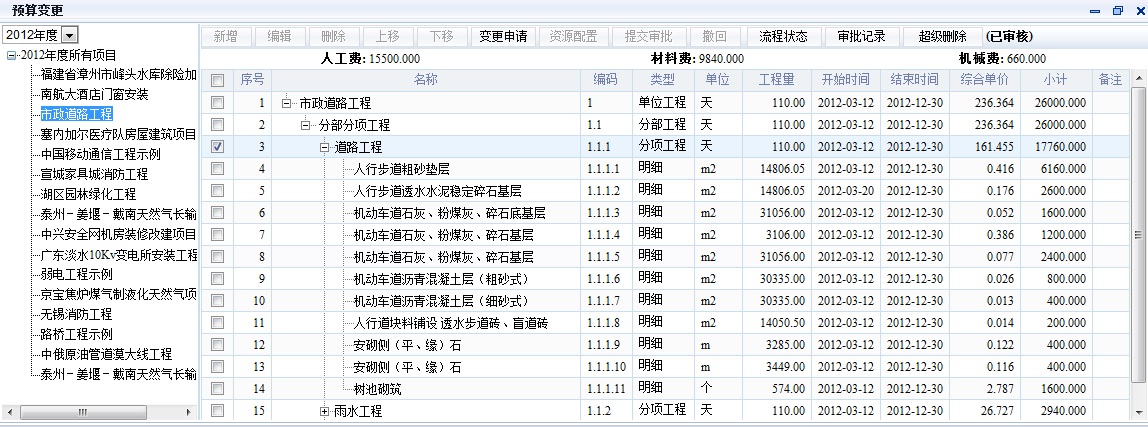 预算变更
2012年度
2012年度所有项目
福建省漳州市峰头水库除险加
南航大酒店门窗安装
市政道路工程
塞内加尔医疗队房屋建筑项目
中国移动通信工程示例
宣城家具城消防工程
湖区园林绿化工程
泰州-姜堰-戴南天然气长输
中兴安全网机房装修改建项目
广东淡水10Kv变电所安装工程
弱电工程示例
京宝焦炉煤气制液化天然气项
无锡消防工程
路桥工程示例
中俄原油管道漠大线工程
泰州-姜堰-戴南天然气长输
新增 编辑 删除 上移 下移 变更申请 资源配置 提交审批 撤回 流程状态 审批记录 超级删除 (已审核)
人工费: 15500.000 材料费: 9840.000 机械费: 660.000
序号 名称 编码 类型 单位 工程量 开始时间 结束时间 综合单价 小计 备注
1 市政道路工程 1 单位工程 天 110.00 2012-03-12 2012-12-30 236.364 26000.000
2 分部分项工程 1.1 分部工程 天 110.00 2012-03-12 2012-12-30 236.364 26000.000
3 道路工程 1.1.1 分项工程 天 110.00 2012-03-12 2012-12-30 161.455 17760.000
4 人行步道粗砂垫层 1.1.1.1 明细 m2 14806.05 2012-03-12 2012-12-30 0.416 6160.000
5 人行步道透水水泥稳定碎石基层 1.1.1.2 明细 m2 14806.05 2012-03-20 2012-12-30 0.176 2600.000
6 机动车道石灰、粉煤灰、碎石底基层 1.1.1.3 明细 m2 31056.00 2012-03-12 2012-12-30 0.052 1600.000
7 机动车道石灰、粉煤灰、碎石基层 1.1.1.4 明细 m2 3106.00 2012-03-12 2012-12-30 0.386 1200.000
8 机动车道石灰、粉煤灰、碎石基层 1.1.1.5 明细 m2 31056.00 2012-03-12 2012-12-30 0.077 2400.000
9 机动车道沥青混凝土层（粗砂式） 1.1.1.6 明细 m2 30335.00 2012-03-12 2012-12-30 0.026 800.000
10 机动车道沥青混凝土层（细砂式） 1.1.1.7 明细 m2 30335.00 2012-03-12 2012-12-30 0.013 400.000
11 人行道块料铺设 透水步道砖、盲道砖 1.1.1.8 明细 m2 14050.50 2012-03-12 2012-12-30 0.014 200.000
12 安砌侧（平、缘）石 1.1.1.9 明细 m 3285.00 2012-03-12 2012-12-30 0.122 400.000
13 安砌侧（平、缘）石 1.1.1.10 明细 m 3449.00 2012-03-12 2012-12-30 0.116 400.000
14 树池砌筑 1.1.1.11 明细 个 574.00 2012-03-12 2012-12-30 2.787 1600.000
15 雨水工程 1.1.2 分项工程 天 110.00 2012-03-12 2012-12-30 26.727 2940.000